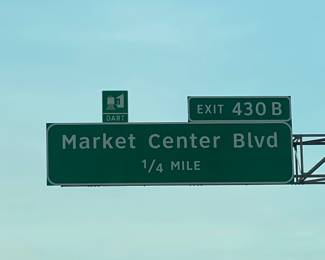 DART
EXIT 430 B
Market Center Blvd
1/4 MILE